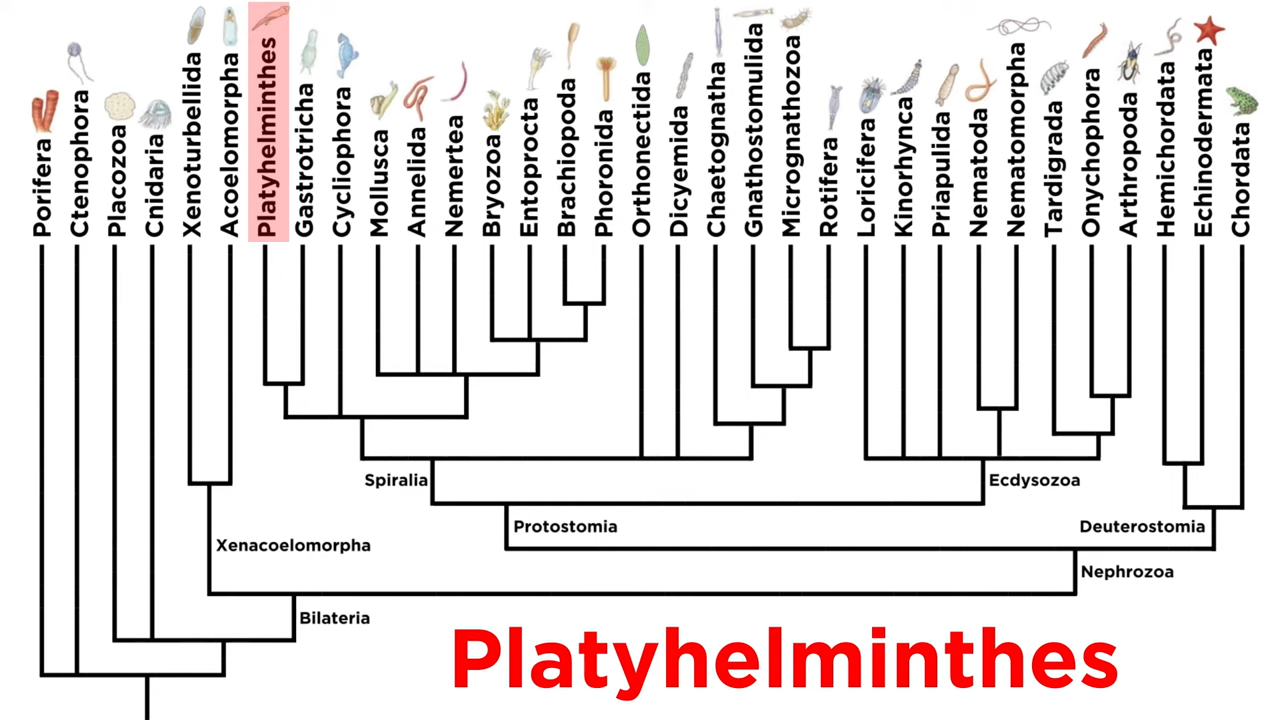 Porifera
Ctenophora
Placozoa
Cnidaria
Xenoturbellida
Acoelomorpha
Platyhelminthes
Gastrotricha
Cycliophora
Mollusca
Annelida
Nemertea
Bryozoa
Entoprocta
Brachiopoda
Phoronida
Orthonectida
Dicyemida
Chaetognatha
Gnathostomulida
Micrognathozoa
Rotifera
Loricifera
Kinorhynca
Priapulida
Nematoda
Nematomorpha
Tardigrada
Onychophora
Arthropoda
Hemichordata
Echinodermata
Chordata
Spiralia
Ecdysozoa
Protostomia
Deuterostomia
Xenacoelomorpha
Nephrozoa
Bilateria
Platyhelminthes